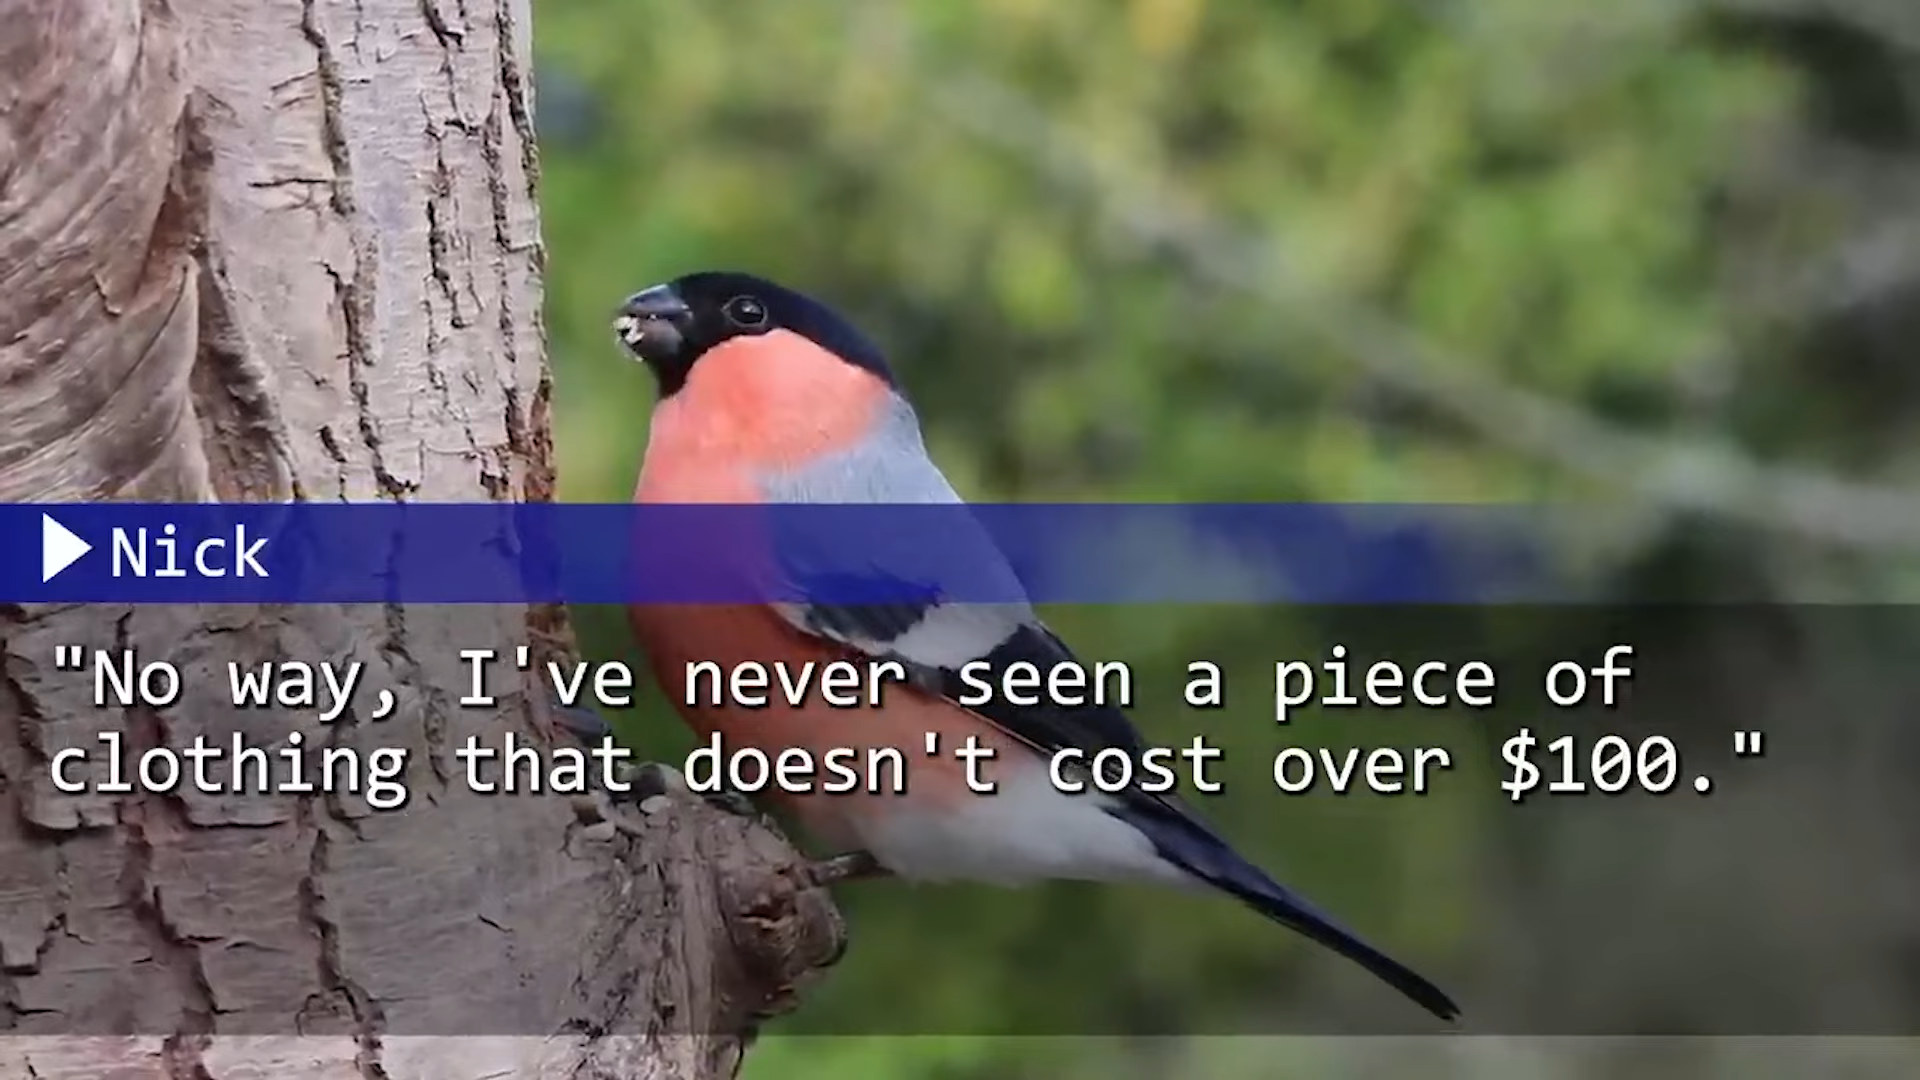 Nick
"No way, I've never seen a piece of
clothing that doesn't cost over $100."